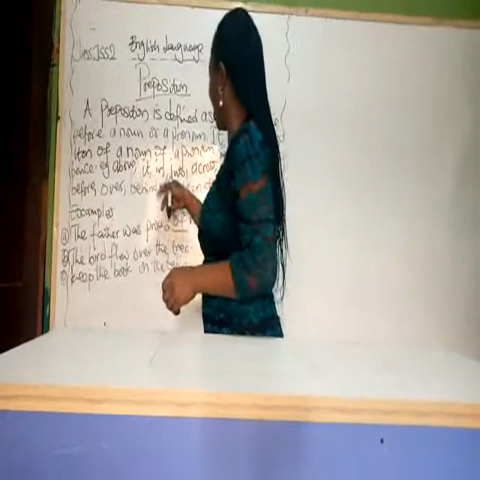 Class: JSS2 English Language
Preposition
A Preposition is defined as
before a noun or a pronoun. It
tion of a noun or a pronoun
above, in, into, across,
before, over, behind
Examples
The father was proud of
The bird flew over the tree
Keep the book on the